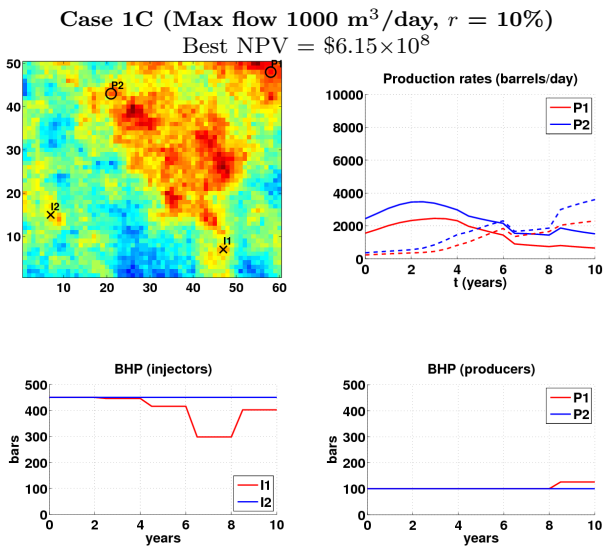 Case 1C (Max flow 1000 m³/day, r = 10%)
Best NPV = $6.15×10⁸
50
40
30
20
10
10 20 30 40 50 60
P1
P2
I2
I1
Production rates (barrels/day)
10000
8000
6000
4000
2000
0
0 2 4 6 8 10
t (years)
P1
P2
BHP (injectors)
bars
500
400
300
200
100
0
0 2 4 6 8 10
years
I1
I2
BHP (producers)
bars
500
400
300
200
100
0
0 2 4 6 8 10
years
P1
P2